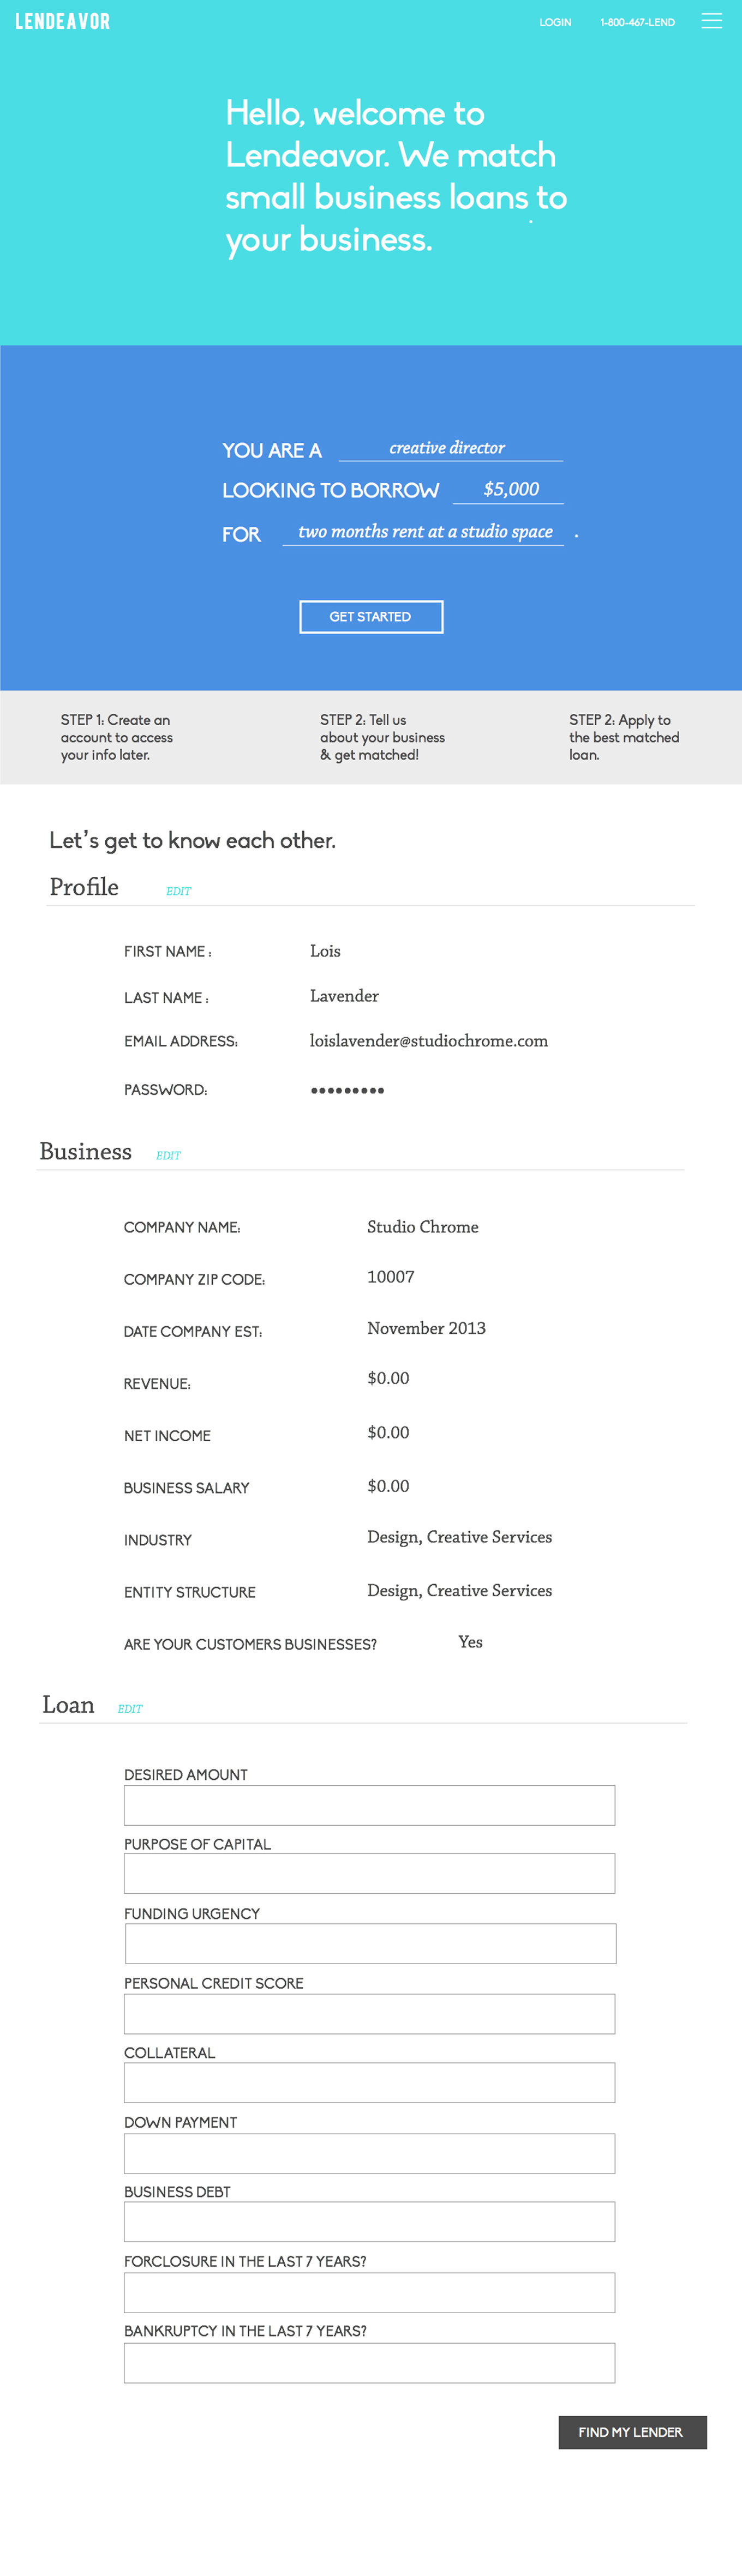 LENDEAVOR
LOGIN
1-800-467-LEND
Hello, welcome to
Lendeavor. We match
small business loans to
your business.
YOU ARE A creative director
LOOKING TO BORROW $5,000
FOR two months rent at a studio space .
GET STARTED
STEP 1: Create an
account to access
your info later.
STEP 2: Tell us
about your business
& get matched!
STEP 2: Apply to
the best matched
loan.
Let's get to know each other.
Profile EDIT
FIRST NAME : Lois
LAST NAME : Lavender
EMAIL ADDRESS: loislavender@studiochrome.com
PASSWORD: •••••••••
Business EDIT
COMPANY NAME: Studio Chrome
COMPANY ZIP CODE: 10007
DATE COMPANY EST: November 2013
REVENUE: $0.00
NET INCOME $0.00
BUSINESS SALARY $0.00
INDUSTRY Design, Creative Services
ENTITY STRUCTURE Design, Creative Services
ARE YOUR CUSTOMERS BUSINESSES? Yes
Loan EDIT
DESIRED AMOUNT
PURPOSE OF CAPITAL
FUNDING URGENCY
PERSONAL CREDIT SCORE
COLLATERAL
DOWN PAYMENT
BUSINESS DEBT
FORCLOSURE IN THE LAST 7 YEARS?
BANKRUPTCY IN THE LAST 7 YEARS?
FIND MY LENDER